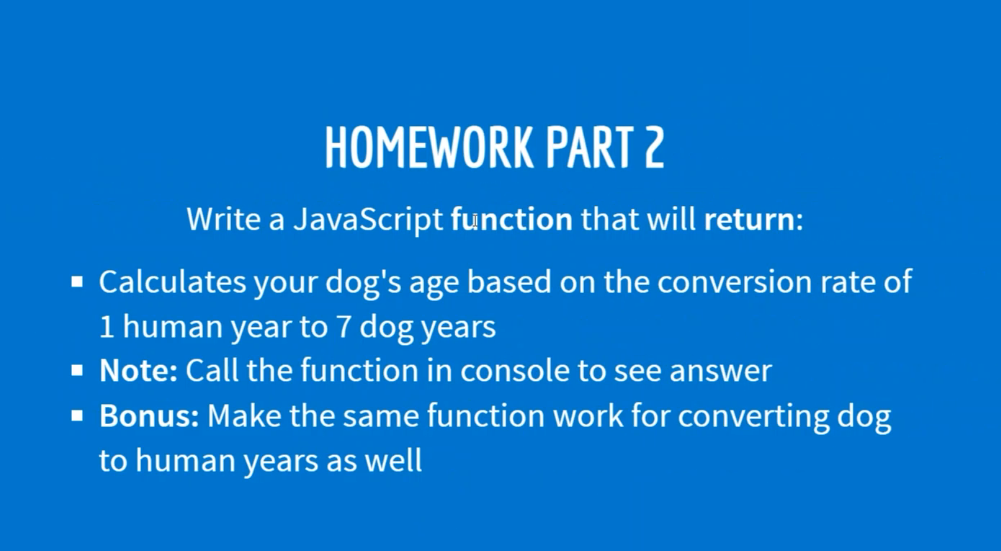 HOMEWORK PART 2
Write a JavaScript function that will return:
▪ Calculates your dog's age based on the conversion rate of
1 human year to 7 dog years
▪ Note: Call the function in console to see answer
▪ Bonus: Make the same function work for converting dog
to human years as well